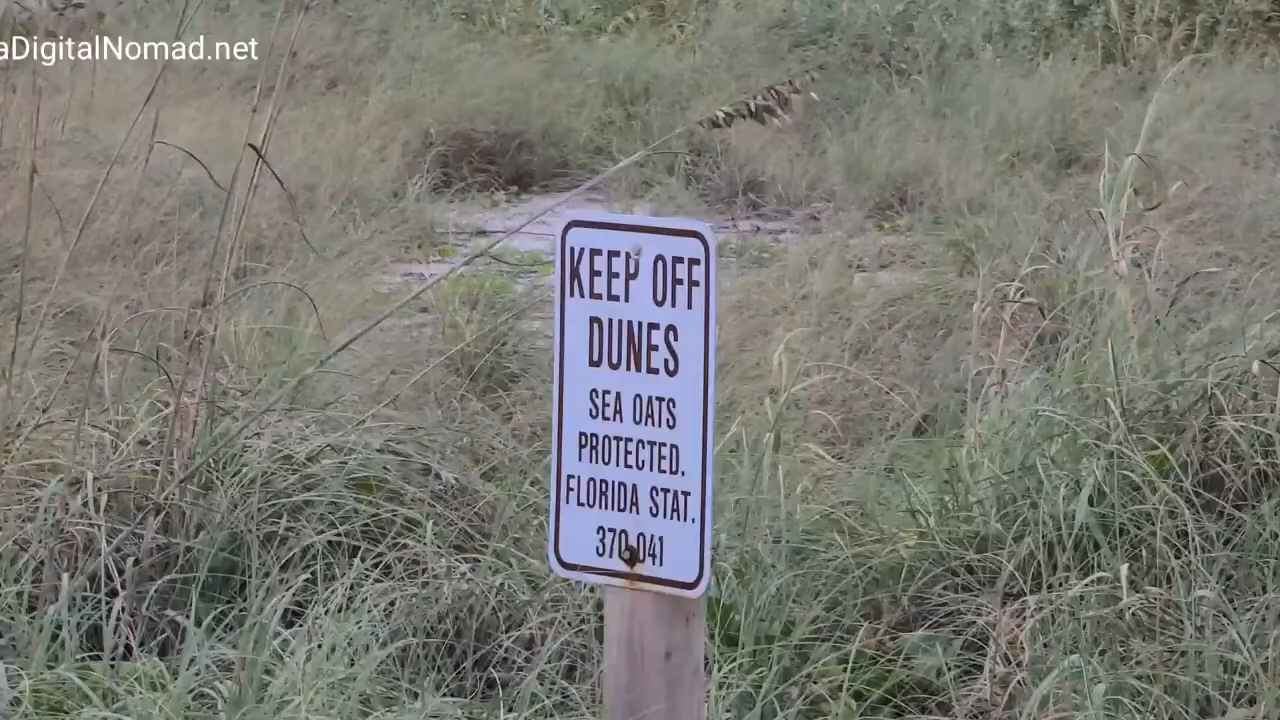 aDigitalNomad.net
KEEP OFF
DUNES
SEA OATS
PROTECTED.
FLORIDA STAT.
370.041